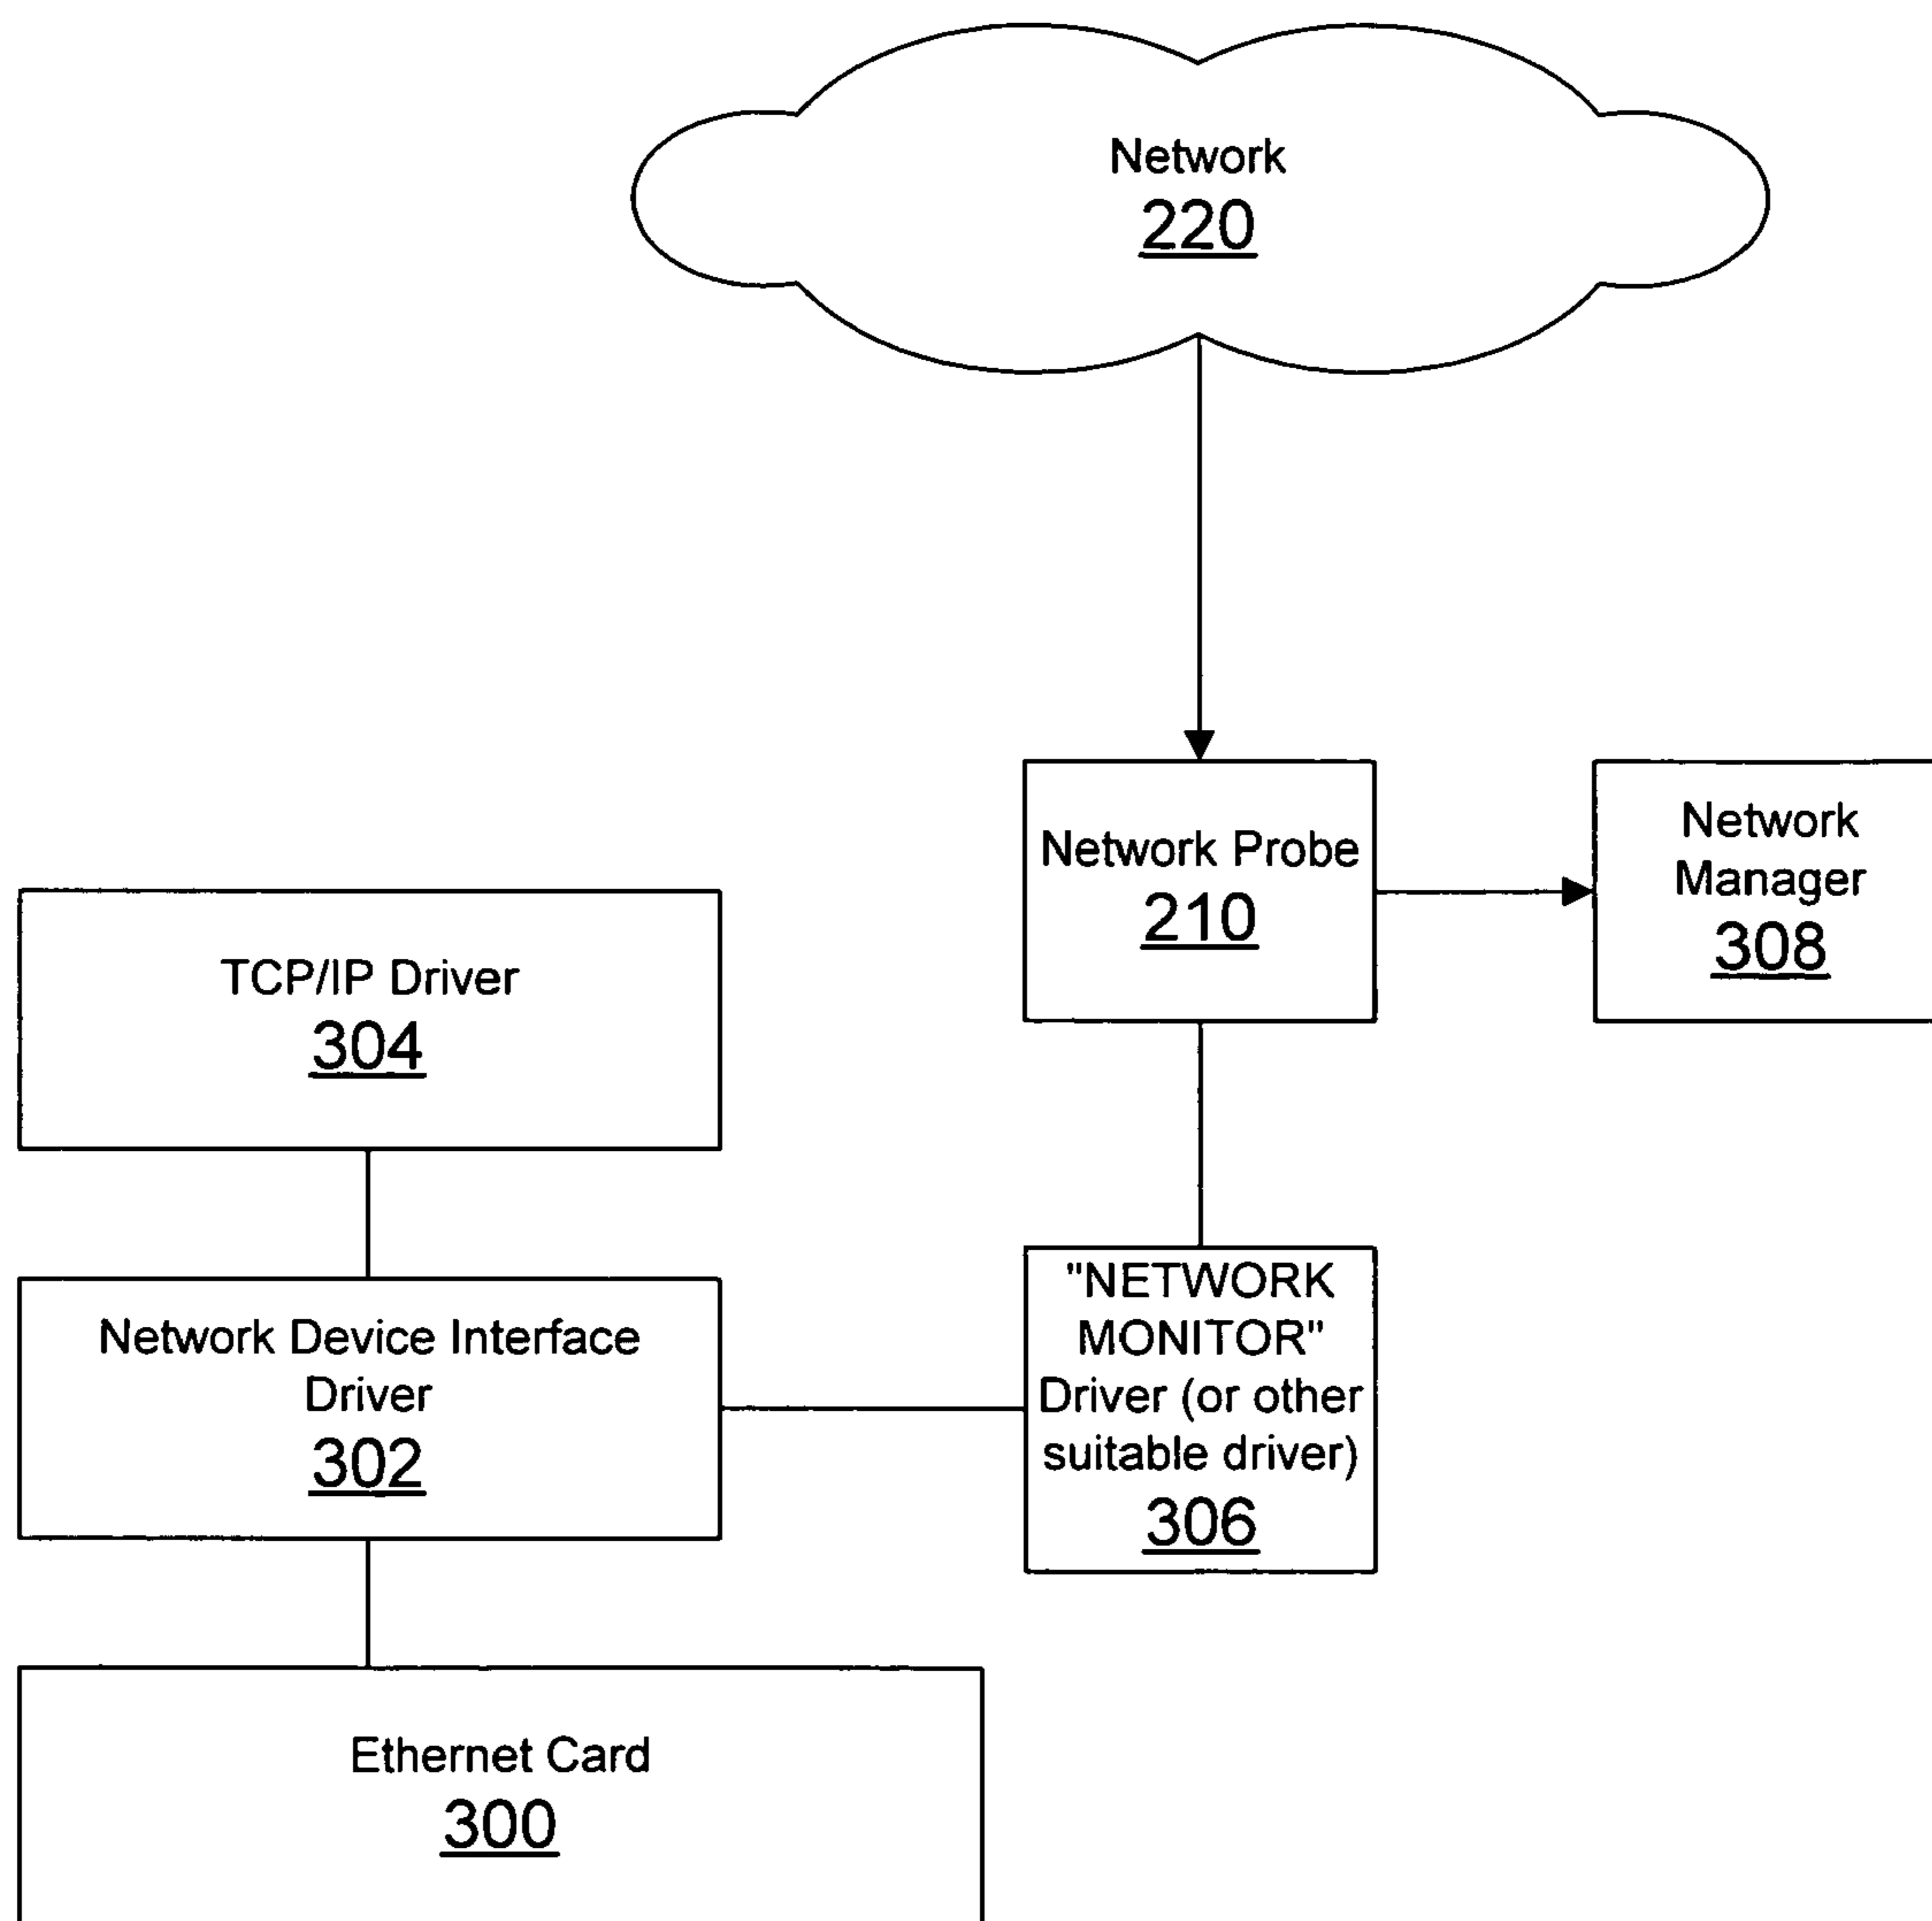 Network
220
Network Probe
210
Network
Manager
308
TCP/IP Driver
304
Network Device Interface
Driver
302
"NETWORK
MONITOR"
Driver (or other
suitable driver)
306
Ethernet Card
300